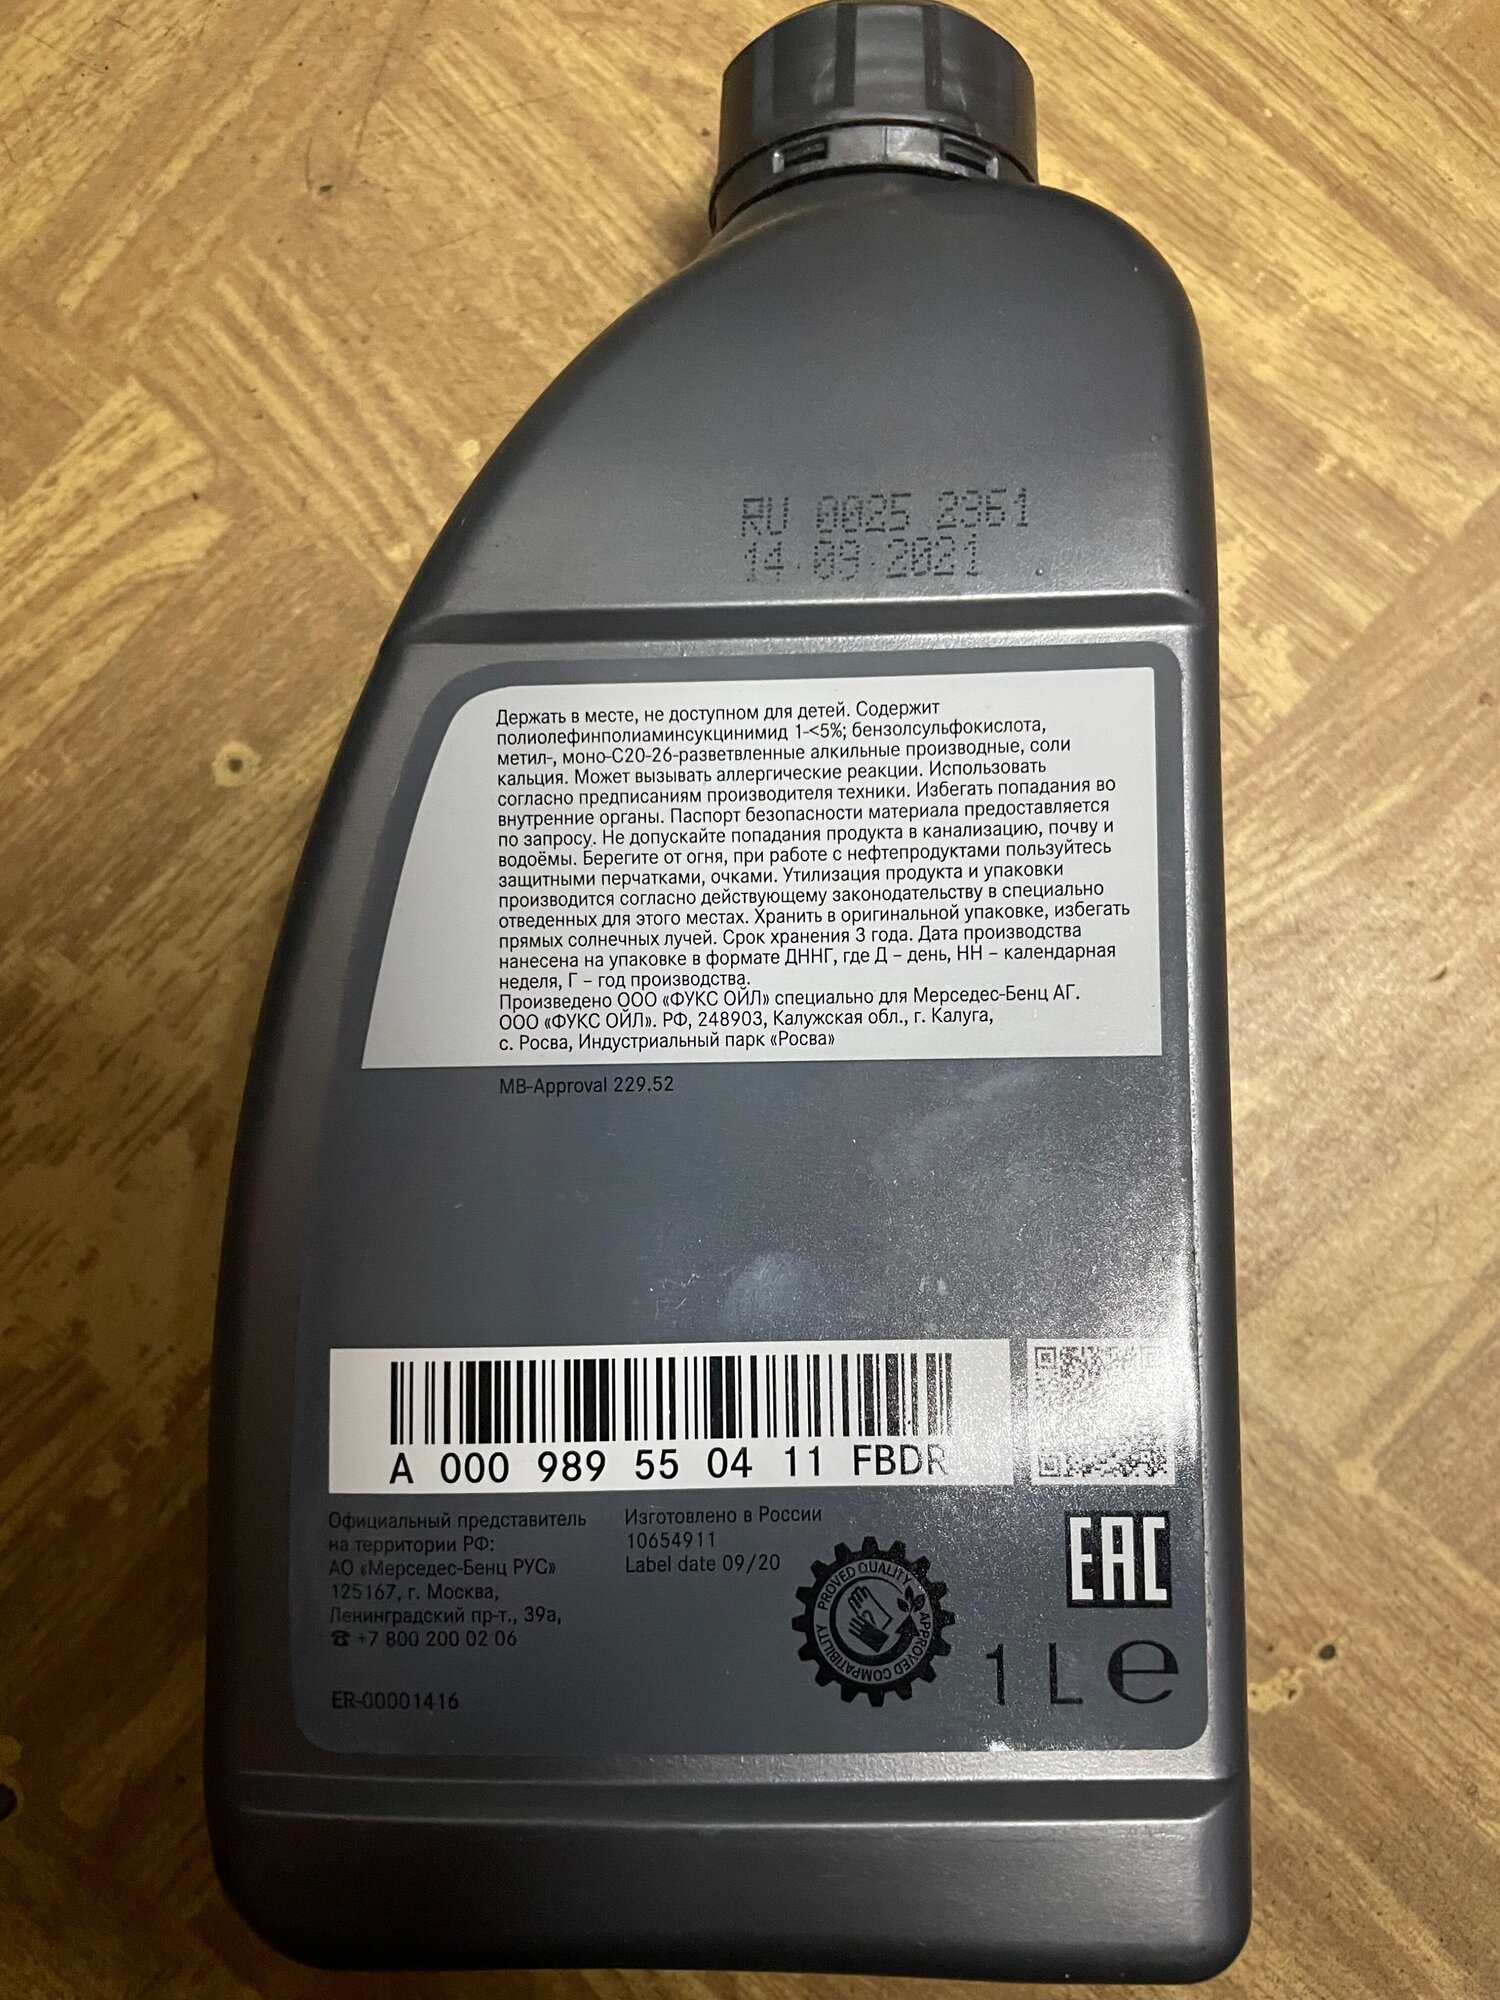 RU 0025 2961
14.09.2021
Держать в месте, не доступном для детей. Содержит
полиолефинполиаминсукцинимид 1-<5%; бензолсульфокислота,
метил-, моно-С20-26-разветвленные алкильные производные, соли
кальция. Может вызывать аллергические реакции. Использовать
согласно предписаниям производителя техники. Избегать попадания во
внутренние органы. Паспорт безопасности материала предоставляется
по запросу. Не допускайте попадания продукта в канализацию, почву и
водоёмы. Берегите от огня, при работе с нефтепродуктами пользуйтесь
защитными перчатками, очками. Утилизация продукта и упаковки
производится согласно действующему законодательству в специально
отведенных для этого местах. Хранить в оригинальной упаковке, избегать
прямых солнечных лучей. Срок хранения 3 года. Дата производства
нанесена на упаковке в формате ДННГ, где Д – день, НН – календарная
неделя, Г – год производства.
Произведено ООО «ФУКС ОЙЛ» специально для Мерседес-Бенц АГ.
ООО «ФУКС ОЙЛ». РФ, 248903, Калужская обл., г. Калуга,
с. Росва, Индустриальный парк «Росва»
MB-Approval 229.52
A 000 989 55 04 11 FBDR
Официальный представитель
на территории РФ:
АО «Мерседес-Бенц РУС»
125167, г. Москва,
Ленинградский пр-т., 39а,
☎ +7 800 200 02 06
ER-00001416
Изготовлено в России
10654911
Label date 09/20
PROVED QUALITY
APPROVED COMPATIBILITY
EAC
1 L e